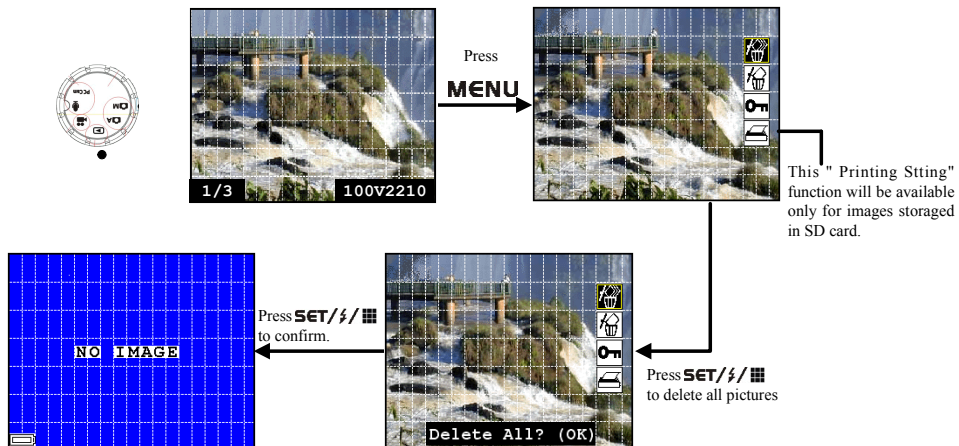 PC Cam
M
A
1/3
100V2210
Press
MENU
This " Printing Stting"
function will be available
only for images storaged
in SD card.
NO IMAGE
Press SET/
to confirm.
Delete All? (OK)
Press SET/
to delete all pictures